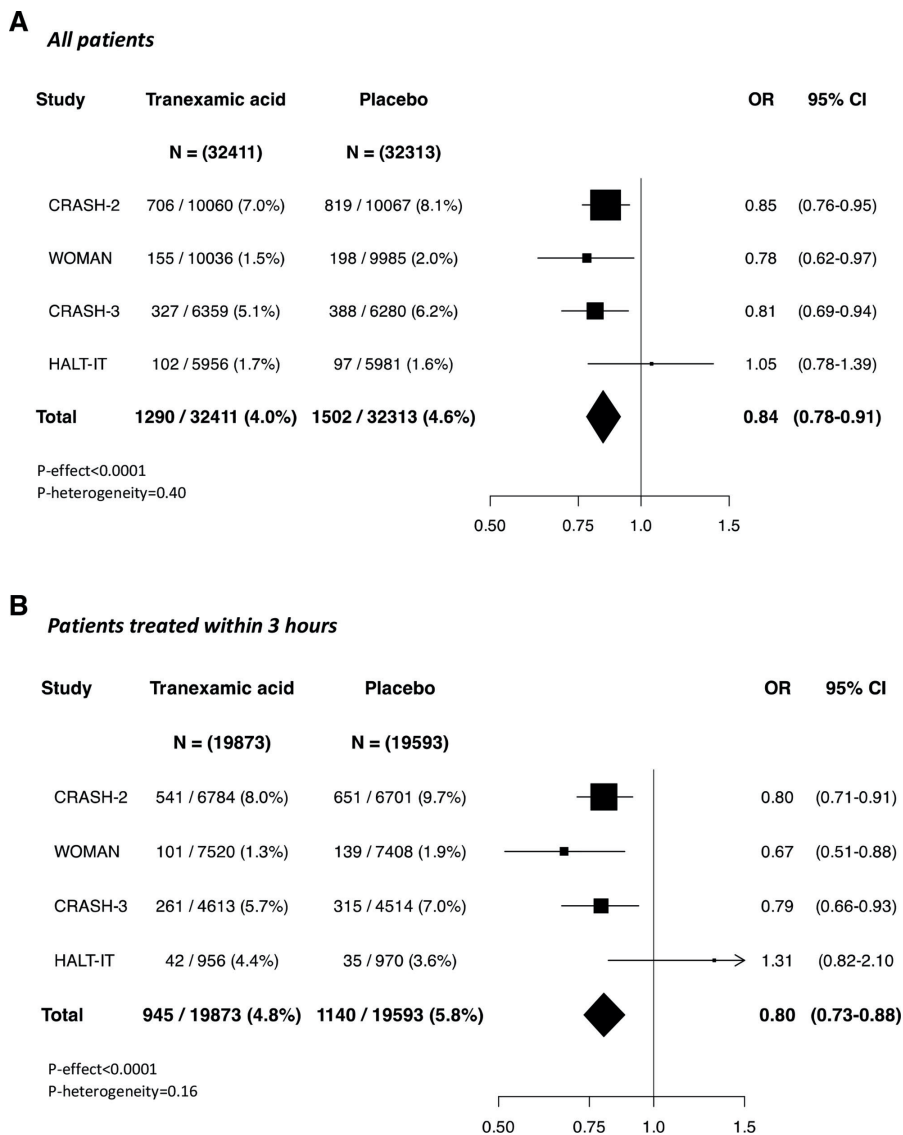 A
All patients
Study Tranexamic acid Placebo OR 95% CI
N = (32411) N = (32313)
CRASH-2 706 / 10060 (7.0%) 819 / 10067 (8.1%) 0.85 (0.76-0.95)
WOMAN 155 / 10036 (1.5%) 198 / 9985 (2.0%) 0.78 (0.62-0.97)
CRASH-3 327 / 6359 (5.1%) 388 / 6280 (6.2%) 0.81 (0.69-0.94)
HALT-IT 102 / 5956 (1.7%) 97 / 5981 (1.6%) 1.05 (0.78-1.39)
Total 1290 / 32411 (4.0%) 1502 / 32313 (4.6%) 0.84 (0.78-0.91)
P-effect<0.0001
P-heterogeneity=0.40
0.50 0.75 1.0 1.5
B
Patients treated within 3 hours
Study Tranexamic acid Placebo OR 95% CI
N = (19873) N = (19593)
CRASH-2 541 / 6784 (8.0%) 651 / 6701 (9.7%) 0.80 (0.71-0.91)
WOMAN 101 / 7520 (1.3%) 139 / 7408 (1.9%) 0.67 (0.51-0.88)
CRASH-3 261 / 4613 (5.7%) 315 / 4514 (7.0%) 0.79 (0.66-0.93)
HALT-IT 42 / 956 (4.4%) 35 / 970 (3.6%) 1.31 (0.82-2.10
Total 945 / 19873 (4.8%) 1140 / 19593 (5.8%) 0.80 (0.73-0.88)
P-effect<0.0001
P-heterogeneity=0.16
0.50 0.75 1.0 1.5